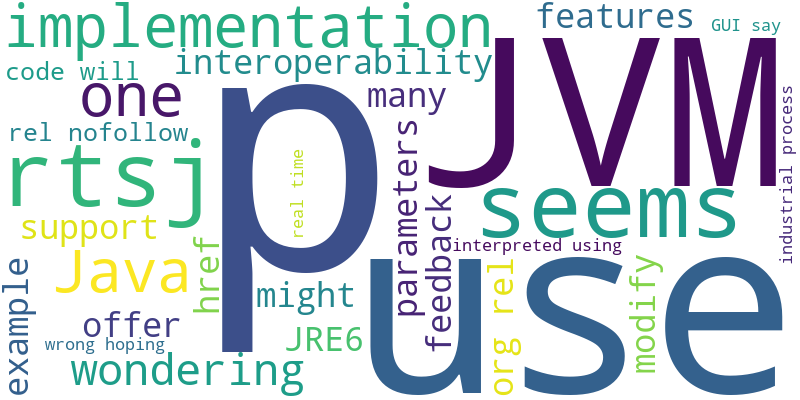 implementation
features
GUI say
code will
interoperability
JVM
one
many
p
rel nofollow
rtsj
real time
parameters
industrial process
seems
support
href
feedback
interpreted using
Java
use
example
might
org rel
modify
offer
JRE6
wrong hoping
wondering